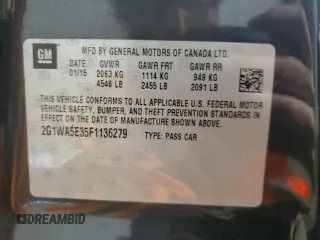 GM
MFD BY GENERAL MOTORS OF CANADA LTD.
DATE GVWR GAWR FRT GAWR RR
01/15 2063 KG 1114 KG 949 KG
4546 LB 2455 LB 2091 LB
THIS VEHICLE CONFORMS TO ALL APPLICABLE U.S. FEDERAL MOTOR
VEHICLE SAFETY, BUMPER, AND THEFT PREVENTION STANDARDS
IN EFFECT ON THE DATE OF MANUFACTURE SHOWN ABOVE.
2G1WA5E35F1136279 TYPE: PASS CAR
DREAMBID